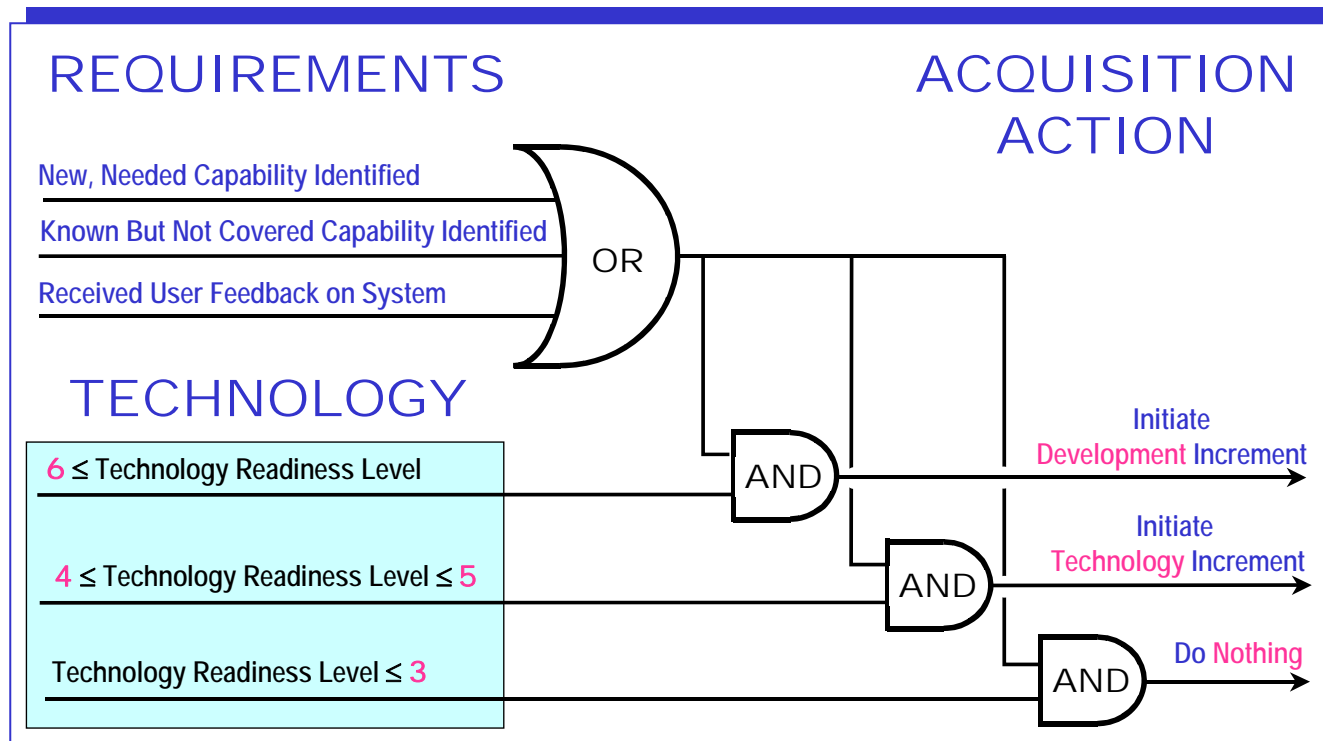 REQUIREMENTS
ACQUISITION
ACTION
New, Needed Capability Identified
Known But Not Covered Capability Identified
Received User Feedback on System
OR
TECHNOLOGY
6 ≤ Technology Readiness Level
AND
Initiate
Development Increment
4 ≤ Technology Readiness Level ≤ 5
AND
Initiate
Technology Increment
Technology Readiness Level ≤ 3
AND
Do Nothing